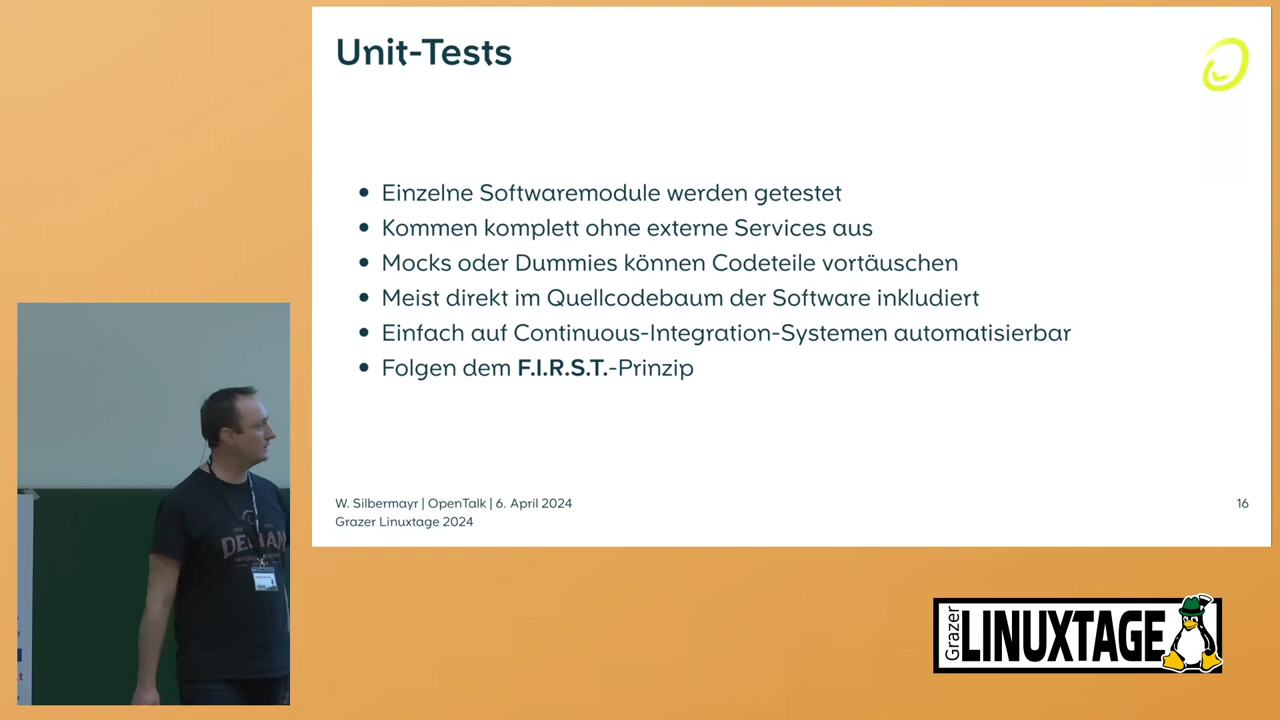 Unit-Tests
Einzelne Softwaremodule werden getestet
Kommen komplett ohne externe Services aus
Mocks oder Dummies können Codeteile vortäuschen
Meist direkt im Quellcodebaum der Software inkludiert
Einfach auf Continuous-Integration-Systemen automatisierbar
Folgen dem F.I.R.S.T.-Prinzip
W. Silbermayr | OpenTalk | 6. April 2024
16
Grazer Linuxtage 2024
Grazer
LINUXTAGE